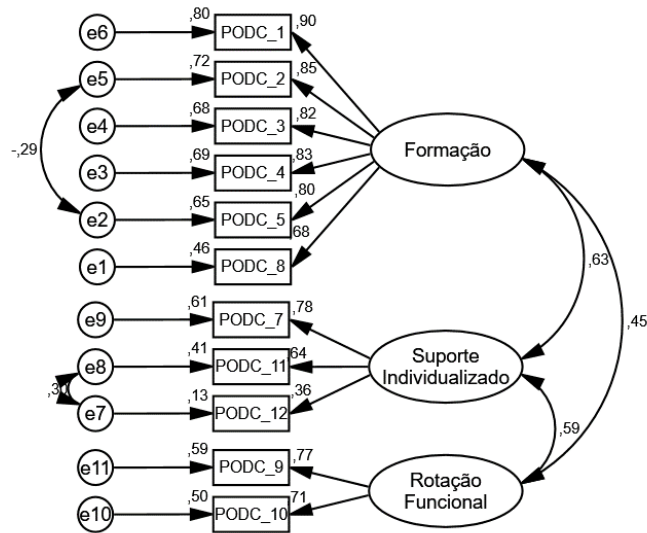 e6 ,80 PODC_1 ,90
e5 ,72 PODC_2 ,85
e4 ,68 PODC_3 ,82
Formação
-,29
e3 ,69 PODC_4 ,83
e2 ,65 PODC_5 ,80
e1 ,46 PODC_8 ,68
,63
,45
e9 ,61 PODC_7 ,78
e8 ,41 PODC_11 64
Suporte
Individualizado
e7 ,13 PODC_12 ,36
,59
e11 ,59 PODC_9 ,77
Rotação
Funcional
e10 ,50 PODC_10 71